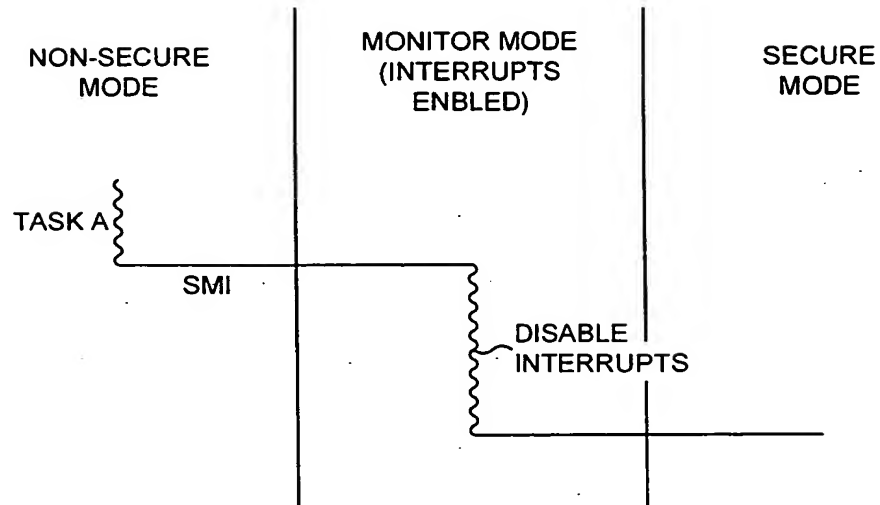 NON-SECURE
MODE
MONITOR MODE
(INTERRUPTS
ENBLED)
SECURE
MODE
TASK A
SMI
DISABLE
INTERRUPTS